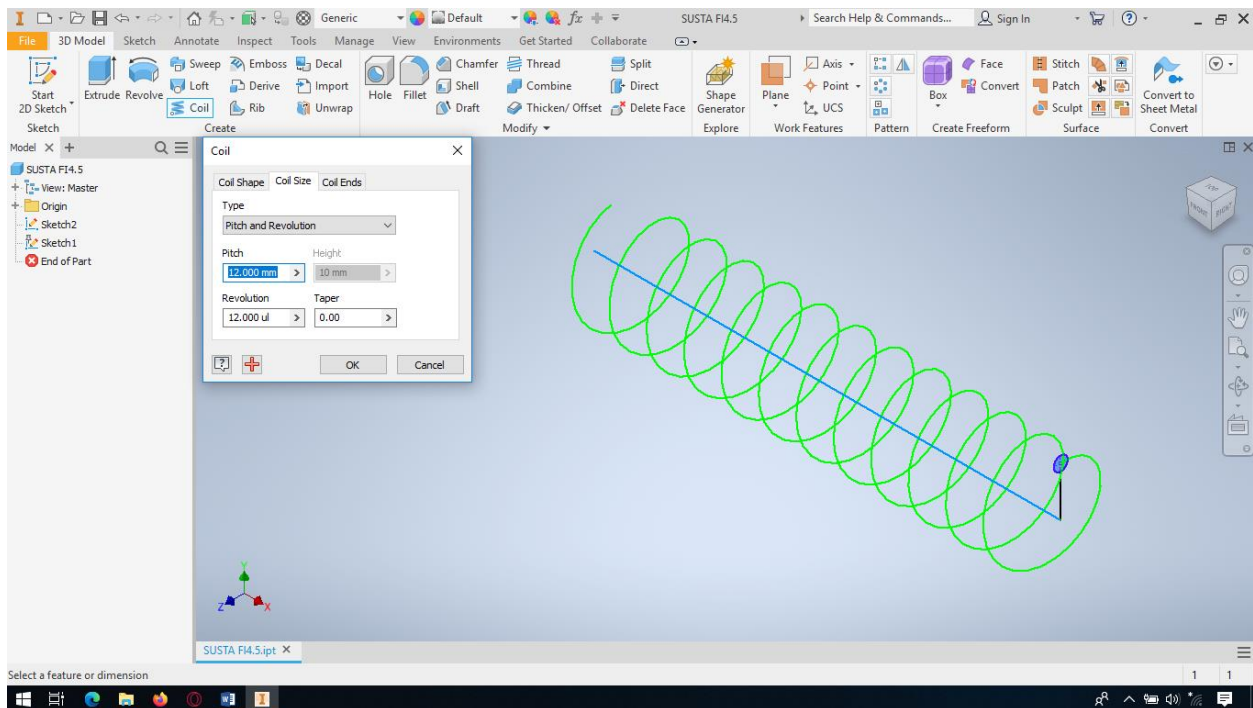 I Generic Default fx SUSTA FI4.5 Search Help & Commands... Sign In ?
File 3D Model Sketch Annotate Inspect Tools Manage View Environments Get Started Collaborate
Start 2D Sketch Extrude Revolve Sweep Emboss Decal Hole Fillet Chamfer Thread Split Shape Generator Plane Axis Box Face Stitch Convert to Sheet Metal
Loft Derive Import Shell Combine Direct Point Convert Patch
Coil Rib Unwrap Draft Thicken/ Offset Delete Face UCS Sculpt
Sketch Create Modify Explore Work Features Pattern Create Freeform Surface Convert
Model X +
SUSTA FI4.5
View: Master
Origin
Sketch2
Sketch1
End of Part
Coil
Coil Shape Coil Size Coil Ends
Type
Pitch and Revolution
Pitch Height
12.000 mm > 10 mm >
Revolution Taper
12.000 ul > 0.00 >
? OK Cancel
TOP
FRONT RIGHT
Y
Z X
SUSTA FI4.5.ipt X
Select a feature or dimension 1 1